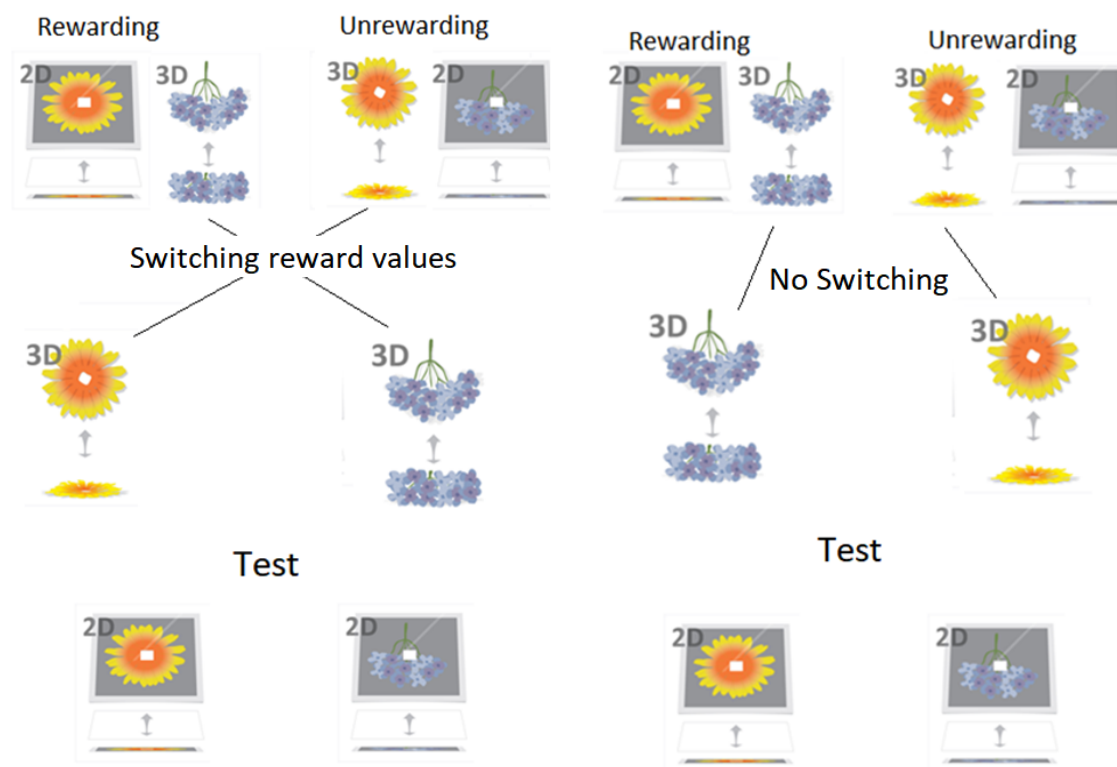 Rewarding
Unrewarding
2D
3D
3D
2D
Switching reward values
3D
3D
Test
2D
2D
Rewarding
Unrewarding
2D
3D
3D
2D
No Switching
3D
3D
Test
2D
2D